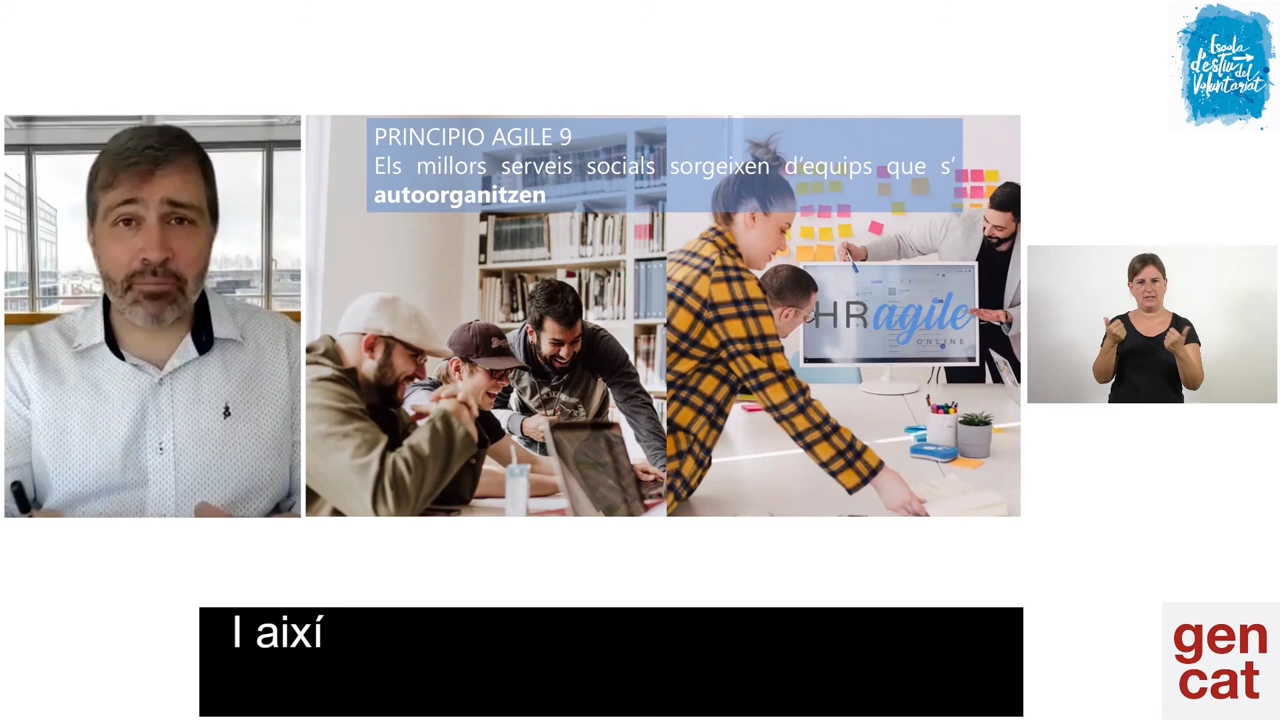 Escola
d'estiu
del
Voluntariat
PRINCIPIO AGILE 9
Els millors serveis socials sorgeixen d'equips que s'
autoorganitzen
HRagile
ONLINE
I així
gen
cat